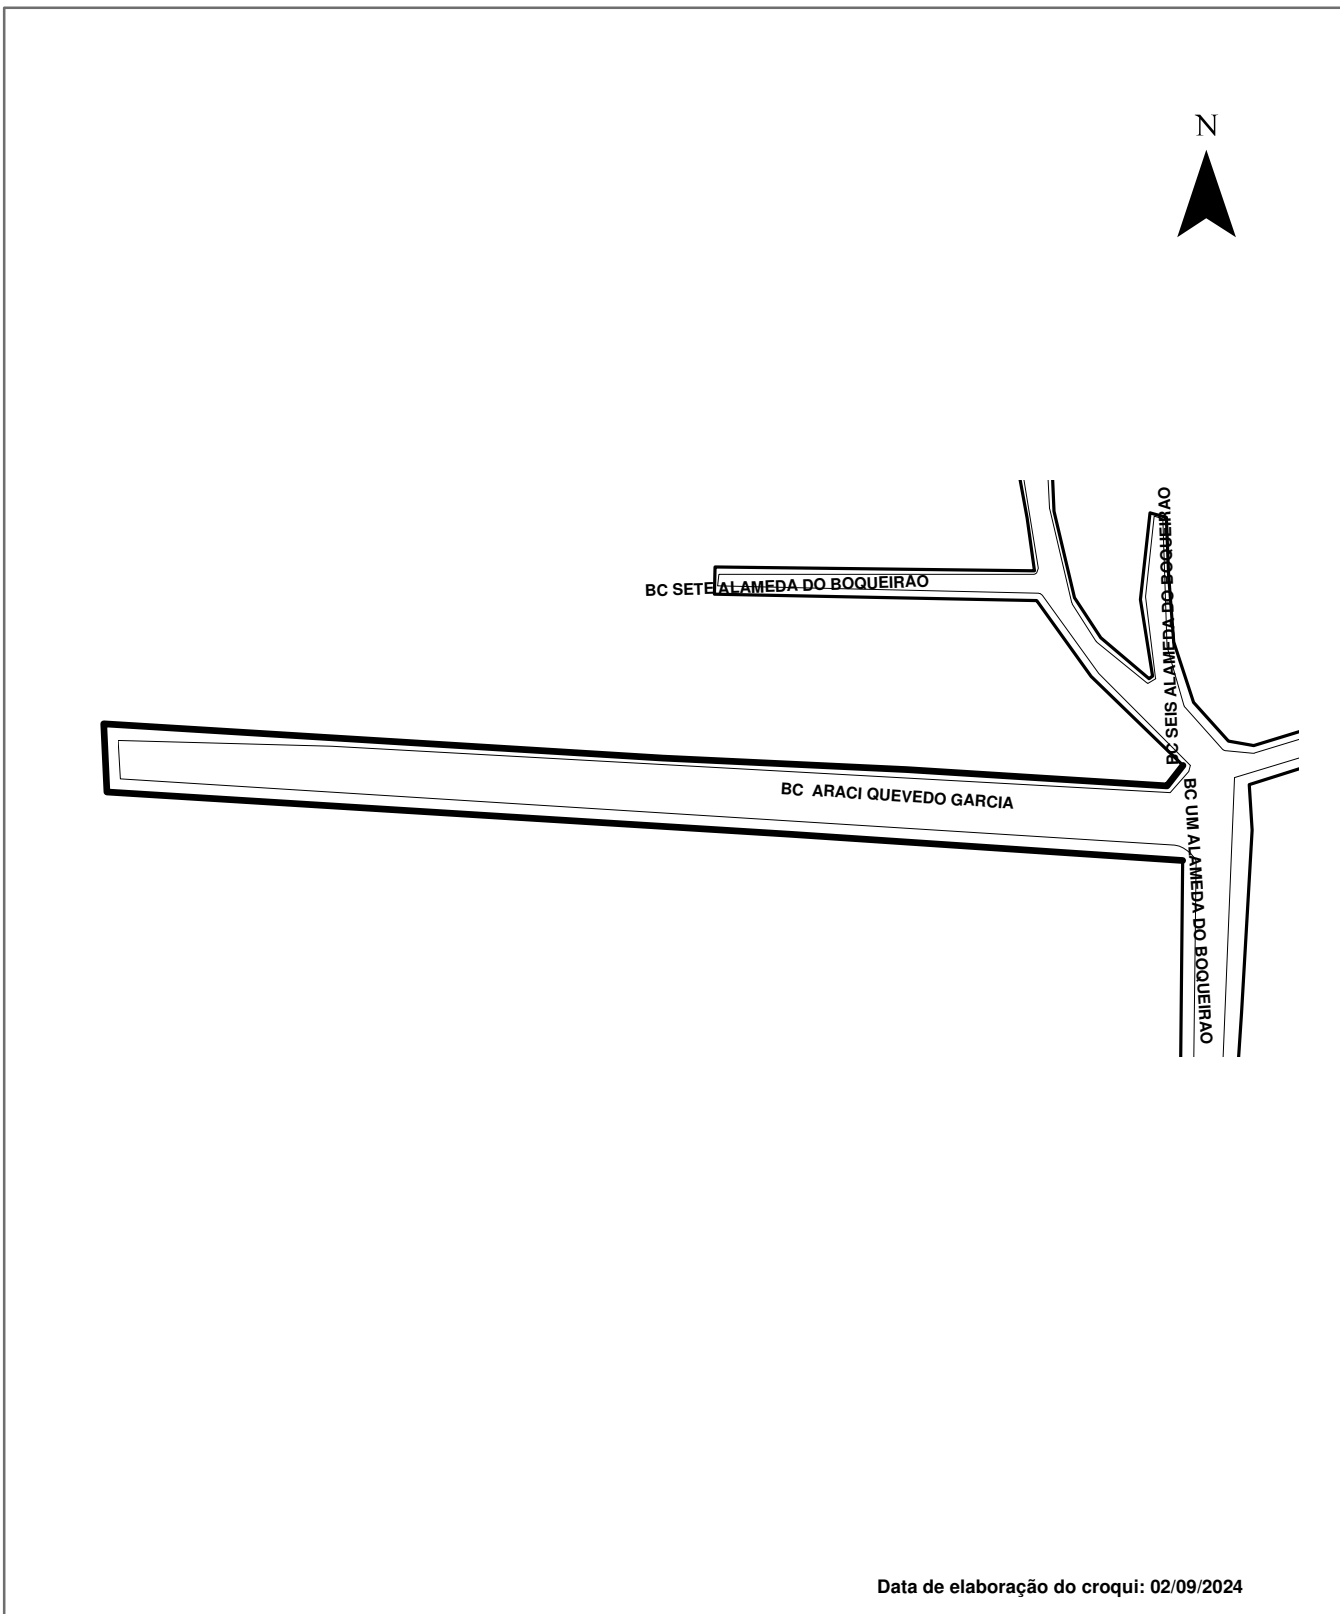 N
BC SEIS ALAMEDA DO BOQUEIRAO
BC SETE ALAMEDA DO BOQUEIRAO
BC  ARACI QUEVEDO GARCIA
BC UM ALAMEDA DO BOQUEIRAO
Data de elaboração do croqui: 02/09/2024